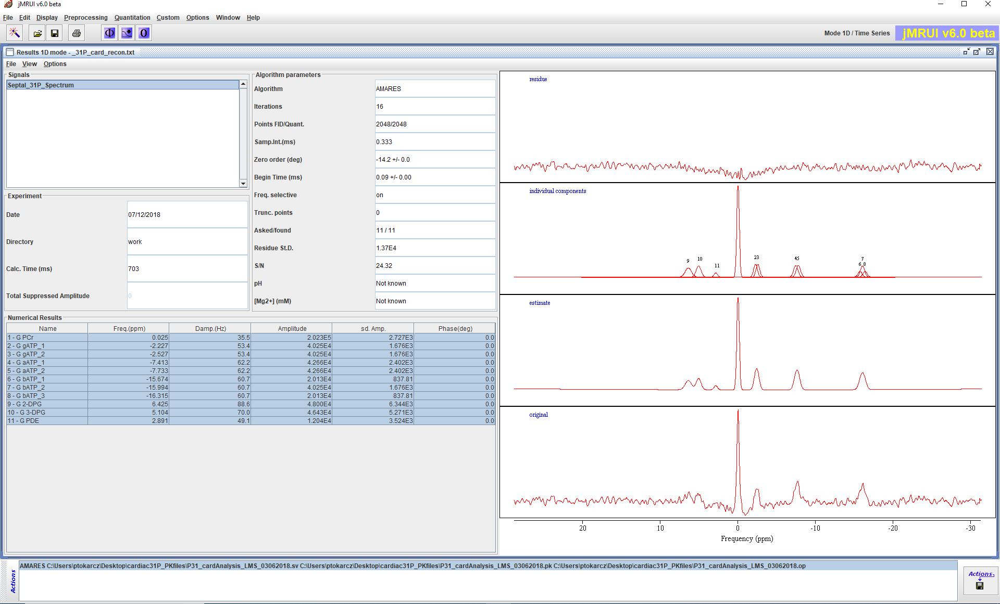 jMRUI v6.0 beta
File Edit Display Preprocessing Quantitation Custom Options Window Help
Φ 0 Mode 1D / Time Series jMRUI v6.0 beta
Results 1D mode - _31P_card_recon.txt
File View Options
Signals
Septal_31P_Spectrum
Experiment
Date 07/12/2018
Directory work
Calc. Time (ms) 703
Total Suppressed Amplitude 0
Algorithm parameters
Algorithm AMARES
Iterations 16
Points FID/Quant. 2048/2048
Samp.Int.(ms) 0.333
Zero order (deg) -14.2 +/- 0.0
Begin Time (ms) 0.09 +/- 0.00
Freq. selective on
Trunc. points 0
Asked/found 11 / 11
Residue St.D. 1.37E4
S/N 24.32
pH Not known
[Mg2+] (mM) Not known
Numerical Results
Name Freq.(ppm) Damp.(Hz) Amplitude sd. Amp. Phase(deg)
1 - G PCr 0.025 35.5 2.023E5 2.727E3 0.0
2 - G gATP_1 -2.227 53.4 4.025E4 1.676E3 0.0
3 - G gATP_2 -2.527 53.4 4.025E4 1.676E3 0.0
4 - G aATP_1 -7.413 62.2 4.266E4 2.402E3 0.0
5 - G aATP_2 -7.733 62.2 4.266E4 2.402E3 0.0
6 - G bATP_1 -15.674 60.7 2.013E4 837.81 0.0
7 - G bATP_2 -15.994 60.7 4.025E4 1.676E3 0.0
8 - G bATP_3 -16.315 60.7 2.013E4 837.81 0.0
9 - G 2-DPG 6.425 88.6 4.800E4 6.344E3 0.0
10 - G 3-DPG 5.104 70.0 4.643E4 5.271E3 0.0
11 - G PDE 2.891 49.1 1.204E4 3.524E3 0.0
residue
individual components
9 10 11 23 45 6 7 8
estimate
original
20 10 0 -10 -20 -30
Frequency (ppm)
Actions
AMARES C:\Users\ptokarcz\Desktop\cardiac31P_PKfiles\P31_cardAnalysis_LMS_03062018.sv C:\Users\ptokarcz\Desktop\cardiac31P_PKfiles\P31_cardAnalysis_LMS_03062018.pk C:\Users\ptokarcz\Desktop\cardiac31P_PKfiles\P31_cardAnalysis_LMS_03062018.op
Actions